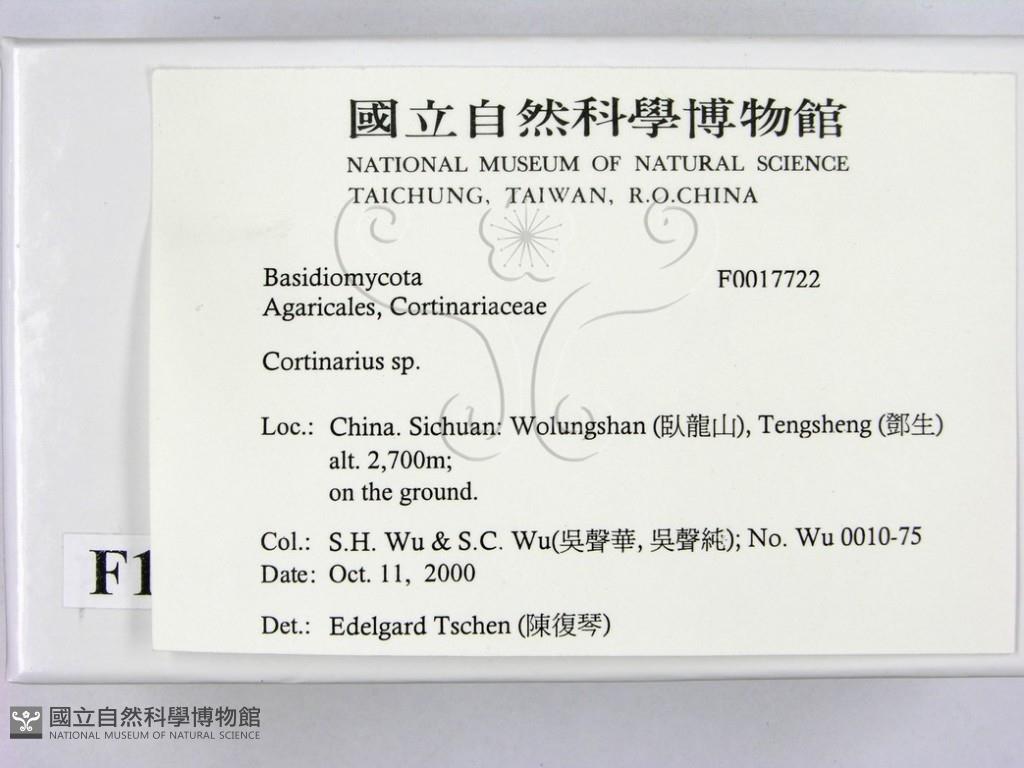 國立自然科學博物館
NATIONAL MUSEUM OF NATURAL SCIENCE
TAICHUNG, TAIWAN, R.O.CHINA
Basidiomycota F0017722
Agaricales, Cortinariaceae
Cortinarius sp.
Loc.: China. Sichuan: Wolungshan (臥龍山), Tengsheng (鄧生)
alt. 2,700m;
on the ground.
Col.: S.H. Wu & S.C. Wu(吳聲華, 吳聲純); No. Wu 0010-75
Date: Oct. 11, 2000
Det.: Edelgard Tschen (陳復琴)
F1
國立自然科學博物館
NATIONAL MUSEUM OF NATURAL SCIENCE